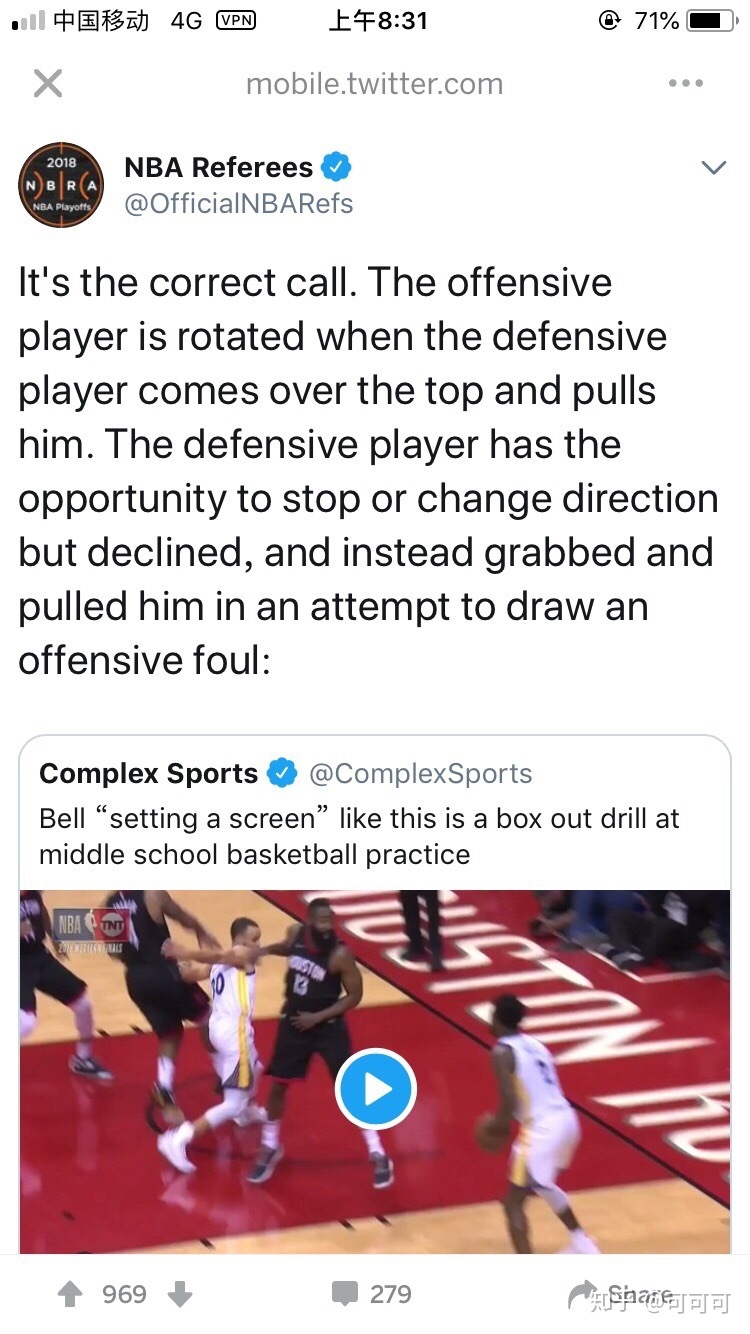 中国移动 4G VPN 上午8:31 71%
mobile.twitter.com
2018
NBRA
NBA Playoffs
NBA Referees
@OfficialNBARefs
It's the correct call. The offensive
player is rotated when the defensive
player comes over the top and pulls
him. The defensive player has the
opportunity to stop or change direction
but declined, and instead grabbed and
pulled him in an attempt to draw an
offensive foul:
Complex Sports @ComplexSports
Bell “setting a screen” like this is a box out drill at
middle school basketball practice
NBA TNT
HOUSTON
13
30
969 279 Share
知乎 @可可可